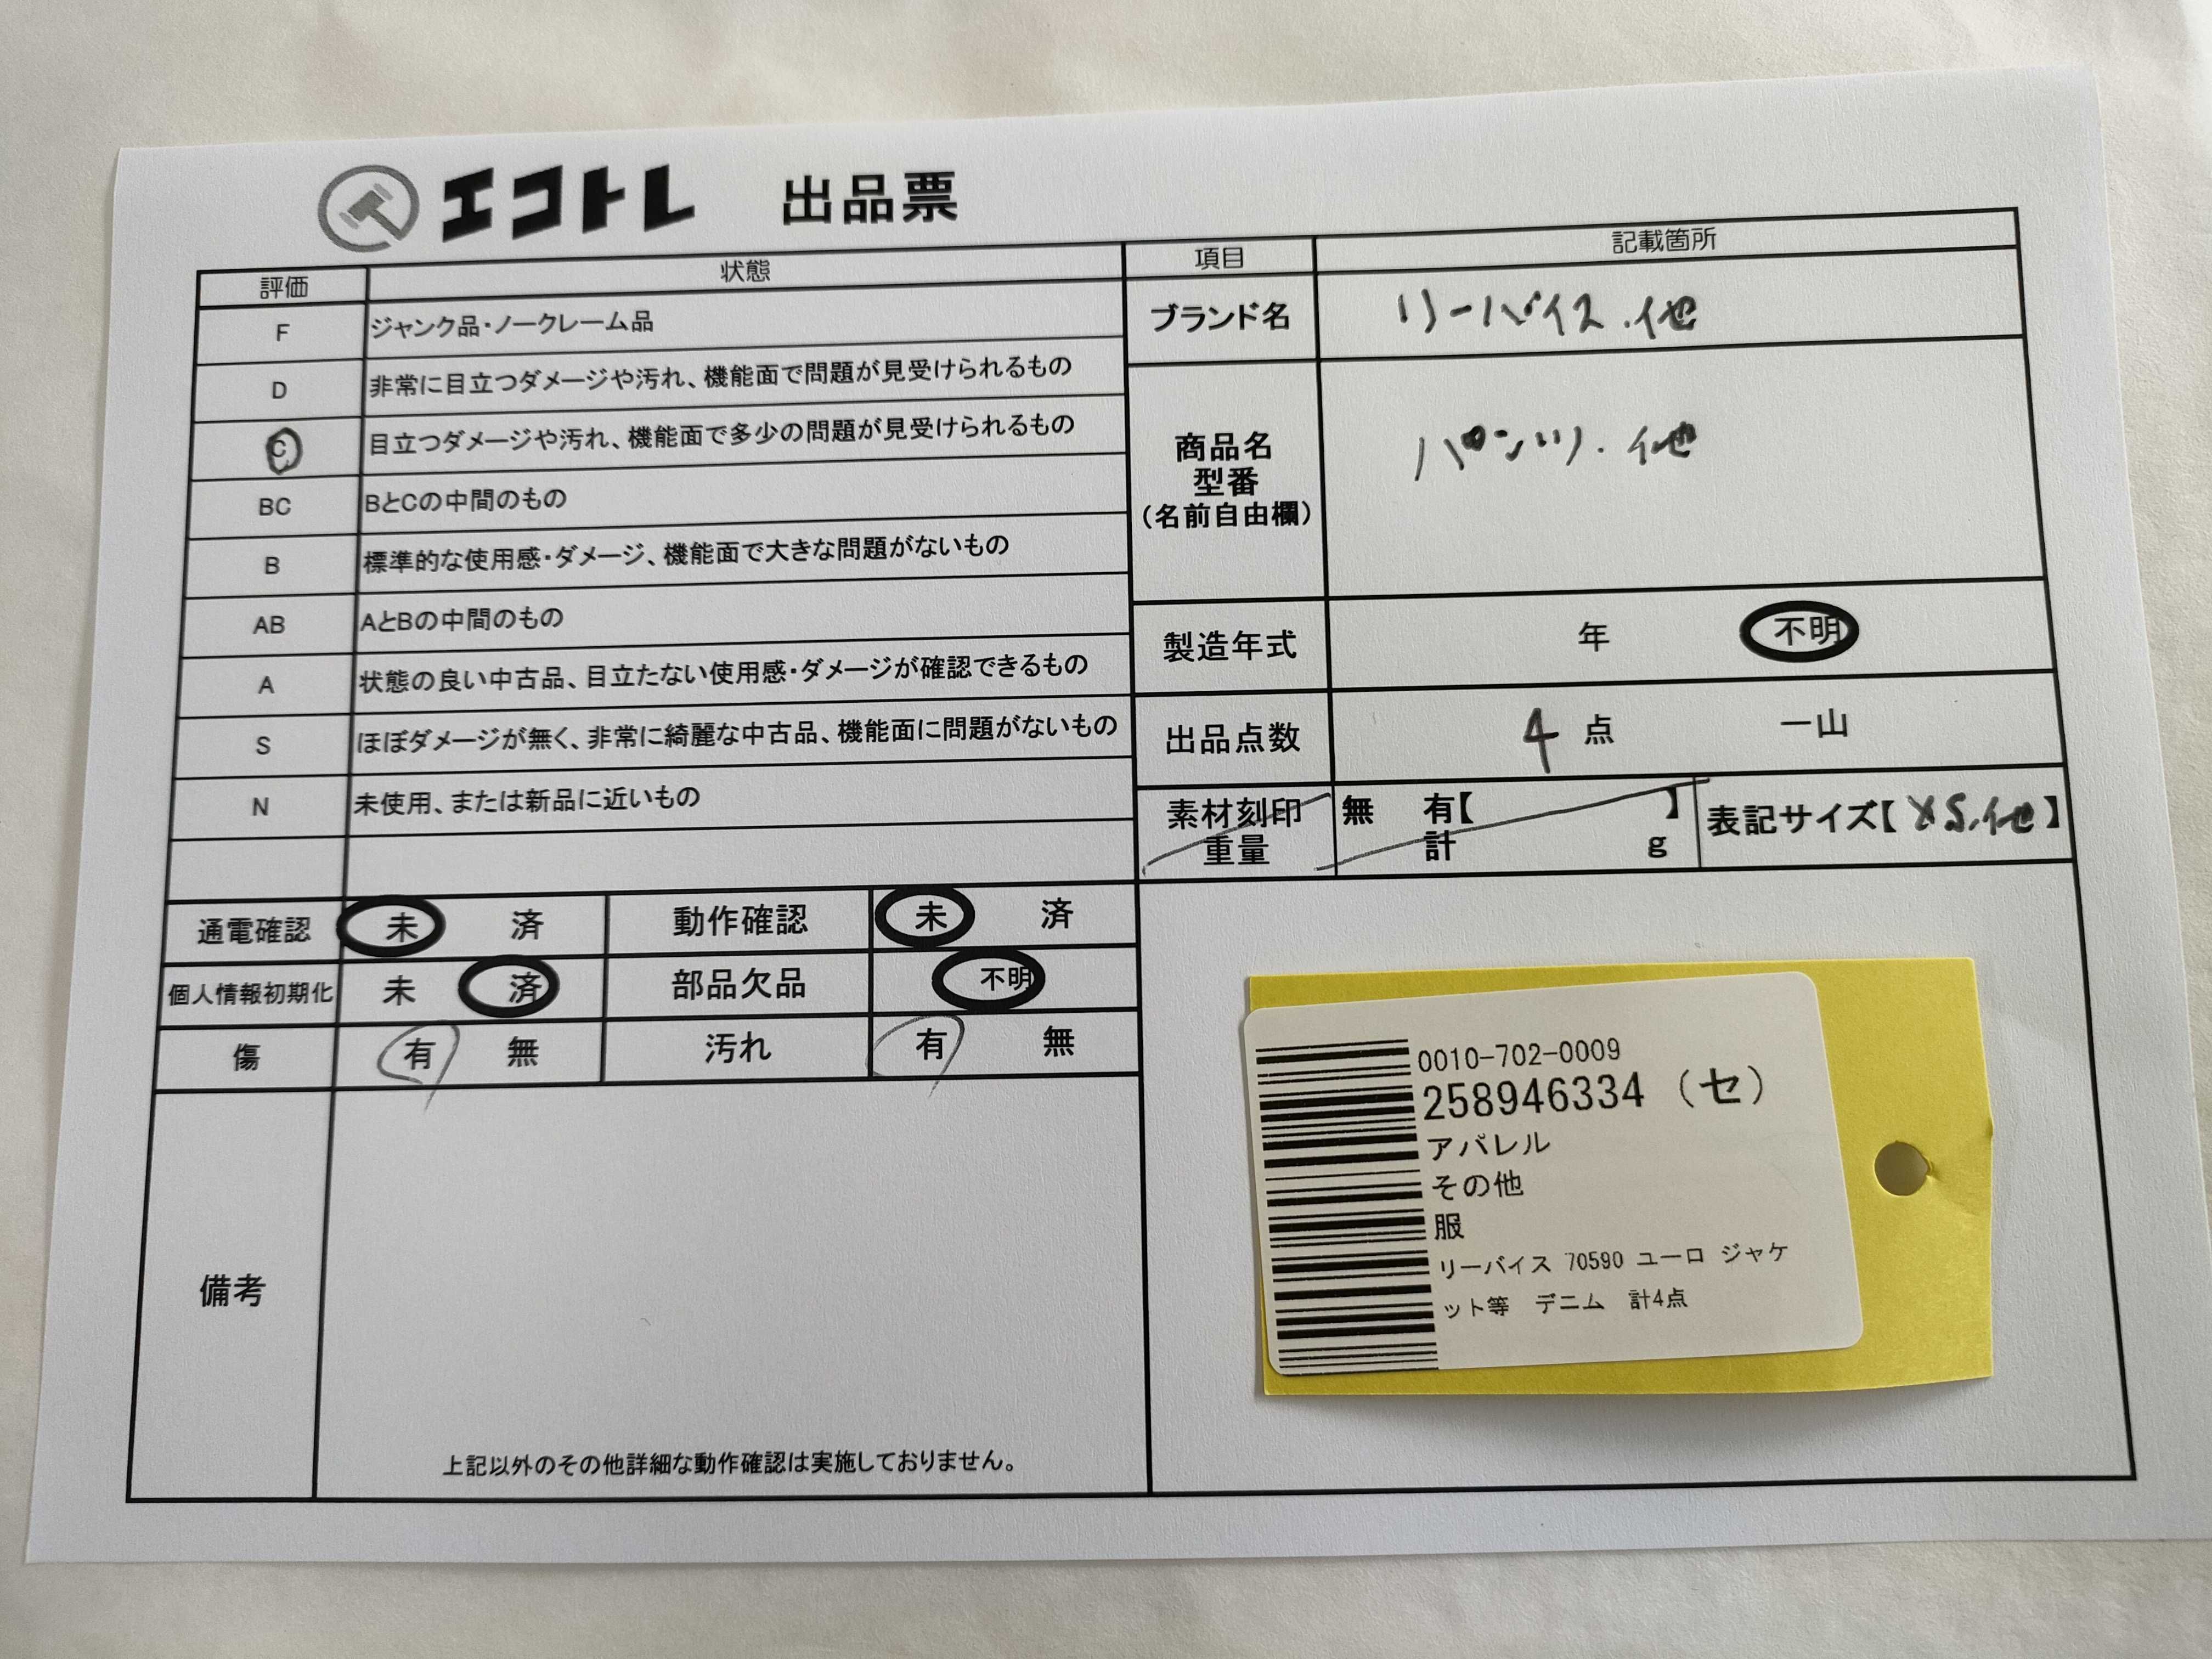 エコトレ 出品票
評価 状態
F ジャンク品・ノークレーム品
D 非常に目立つダメージや汚れ、機能面で問題が見受けられるもの
C 目立つダメージや汚れ、機能面で多少の問題が見受けられるもの
BC BとCの中間のもの
B 標準的な使用感・ダメージ、機能面で大きな問題がないもの
AB AとBの中間のもの
A 状態の良い中古品、目立たない使用感・ダメージが確認できるもの
S ほぼダメージが無く、非常に綺麗な中古品、機能面に問題がないもの
N 未使用、または新品に近いもの
通電確認 未 済 動作確認 未 済
個人情報初期化 未 済 部品欠品 不明
傷 有 無 汚れ 有 無
備考
上記以外のその他詳細な動作確認は実施しておりません。
項目 記載箇所
ブランド名 リーバイス.他
商品名
型番
(名前自由欄)
パンツ.他
製造年式 年 不明
出品点数 4点 一山
素材刻印 無 有【 】
重量 計 g
表記サイズ【XS.他】
0010-702-0009
258946334 (セ)
アパレル
その他
服
リーバイス 70590 ユーロ ジャケ
ット等 デニム 計4点